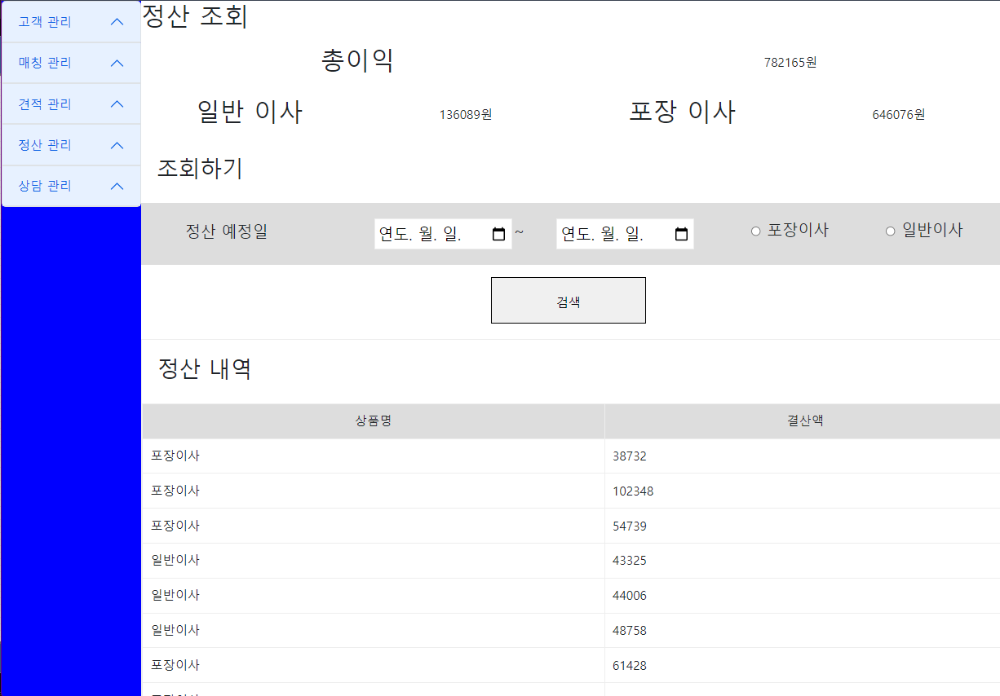 고객 관리
매칭 관리
견적 관리
정산 관리
상담 관리
정산 조회
총이익 782165원
일반 이사 136089원 포장 이사 646076원
조회하기
정산 예정일 연도. 월. 일. ~ 연도. 월. 일. 포장이사 일반이사
검색
정산 내역
상품명 결산액
포장이사 38732
포장이사 102348
포장이사 54739
일반이사 43325
일반이사 44006
일반이사 48758
포장이사 61428